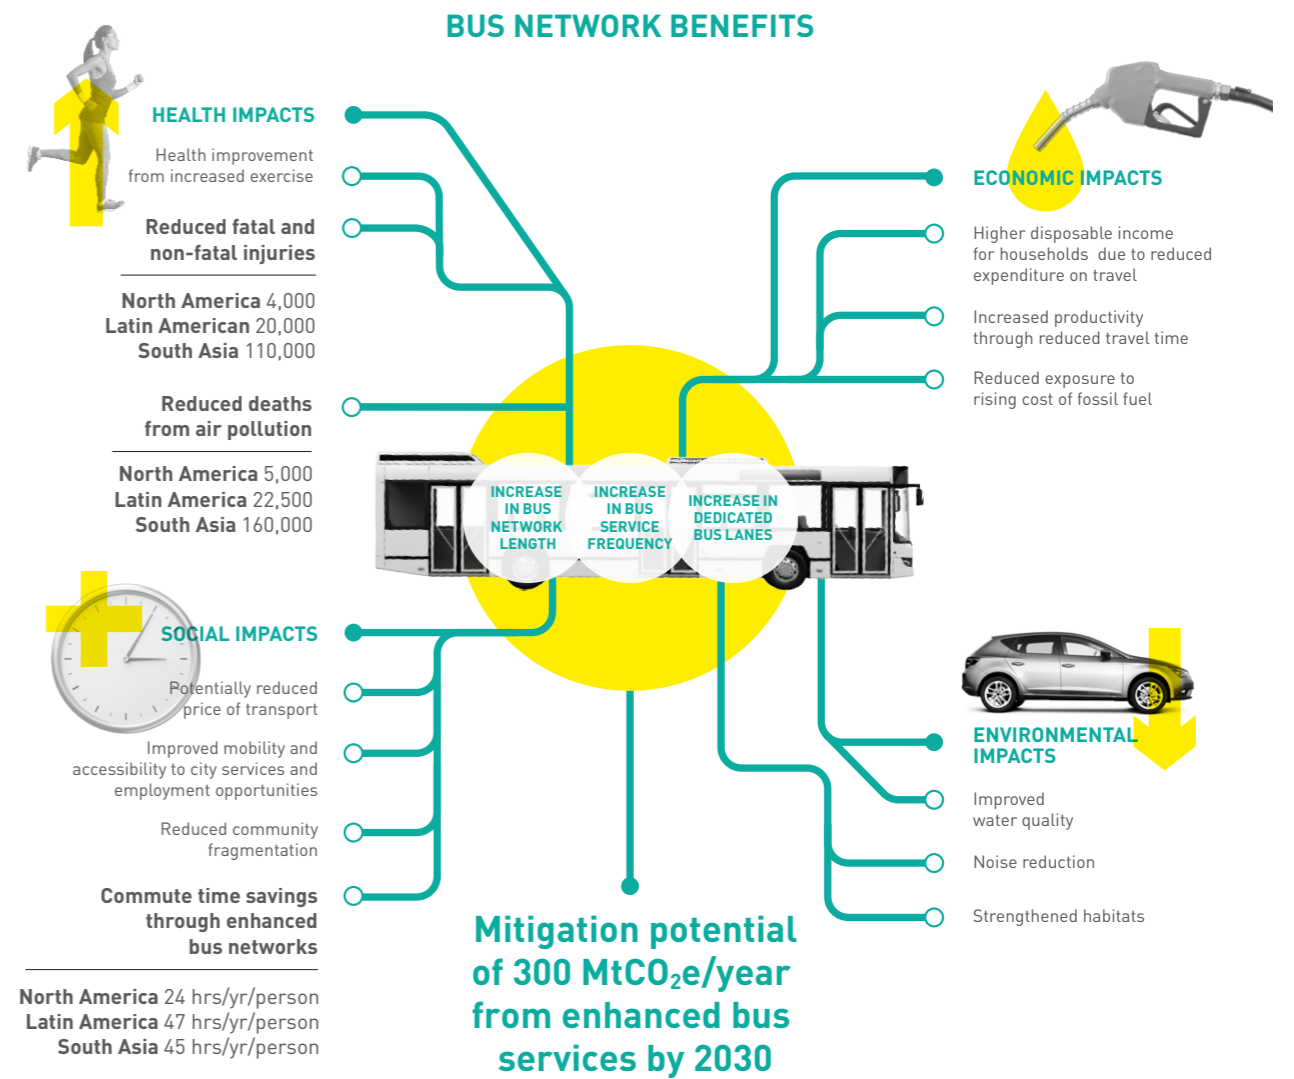 BUS NETWORK BENEFITS
HEALTH IMPACTS
Health improvement
from increased exercise
Reduced fatal and
non-fatal injuries
North America 4,000
Latin American 20,000
South Asia 110,000
Reduced deaths
from air pollution
North America 5,000
Latin America 22,500
South Asia 160,000
SOCIAL IMPACTS
Potentially reduced
price of transport
Improved mobility and
accessibility to city services and
employment opportunities
Reduced community
fragmentation
Commute time savings
through enhanced
bus networks
North America 24 hrs/yr/person
Latin America 47 hrs/yr/person
South Asia 45 hrs/yr/person
INCREASE
IN BUS
NETWORK
LENGTH
INCREASE
IN BUS
SERVICE
FREQUENCY
INCREASE IN
DEDICATED
BUS LANES
Mitigation potential
of 300 MtCO₂e/year
from enhanced bus
services by 2030
ECONOMIC IMPACTS
Higher disposable income
for households due to reduced
expenditure on travel
Increased productivity
through reduced travel time
Reduced exposure to
rising cost of fossil fuel
ENVIRONMENTAL
IMPACTS
Improved
water quality
Noise reduction
Strengthened habitats